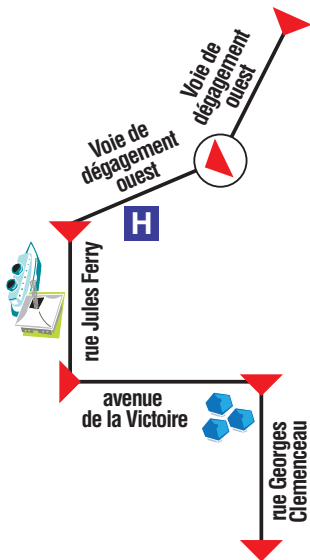 Voie de
dégagement
ouest
Voie de
dégagement
ouest
H
rue Jules Ferry
avenue
de la Victoire
rue Georges
Clemenceau